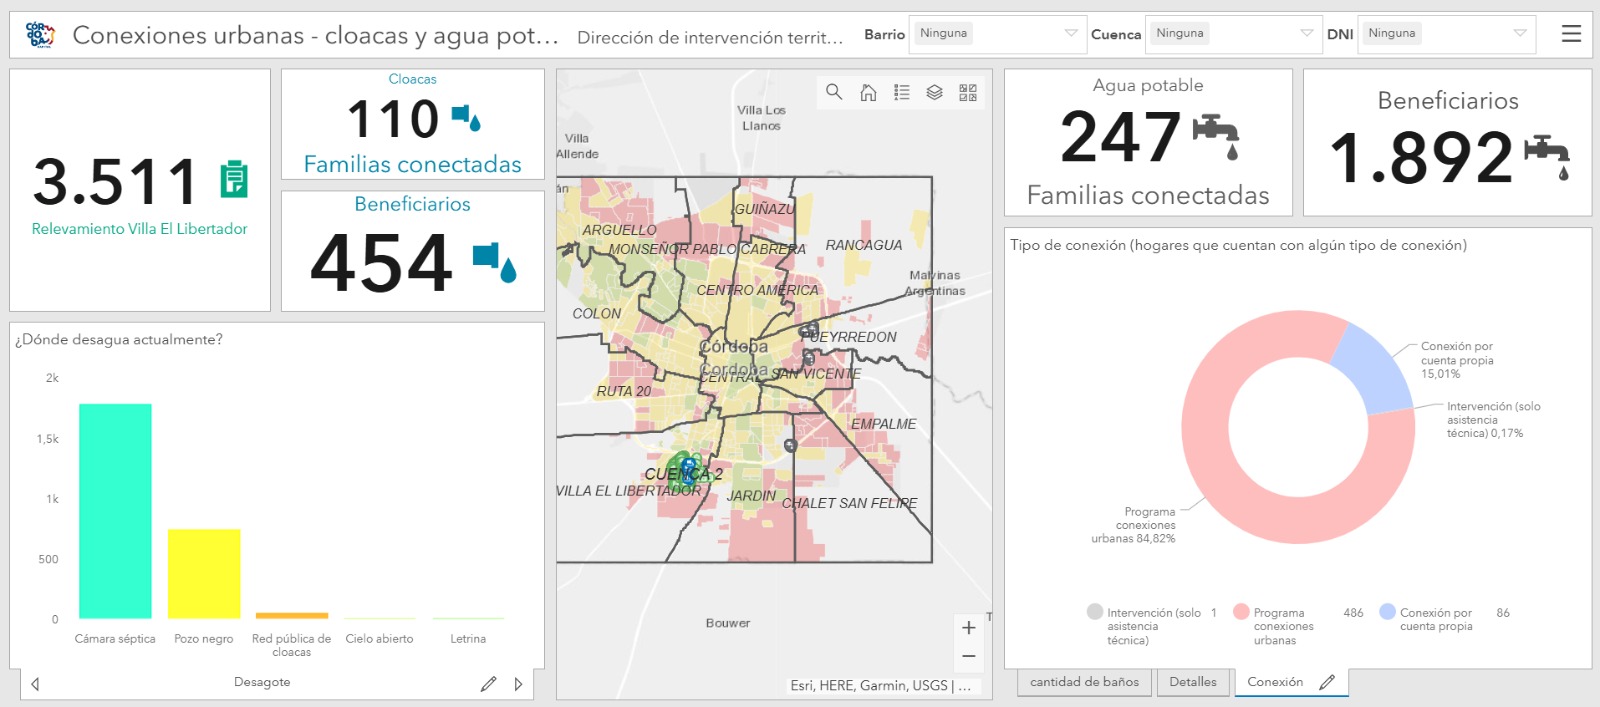 CÓRDOBA
Conexiones urbanas - cloacas y agua pot...
Dirección de intervención territ...
Barrio
Ninguna
Cuenca
Ninguna
DNI
Ninguna
3.511
Relevamiento Villa El Libertador
Cloacas
110
Familias conectadas
Beneficiarios
454
¿Dónde desagua actualmente?
2k
1,5k
1k
500
0
Cámara séptica
Pozo negro
Red pública de
cloacas
Cielo abierto
Letrina
Desagote
Villa Los
Llanos
Villa
Allende
GUIÑAZU
ARGUELLO
MONSEÑOR PABLO CABRERA
RANCAGUA
Malvinas
Argentinas
CENTRO AMERICA
COLON
PUEYRREDON
Córdoba
Cordoba
CENTRAL
SAN VICENTE
RUTA 20
EMPALME
CUENCA 2
VILLA EL LIBERTADOR
JARDIN
CHALET SAN FELIPE
Bouwer
+
−
Esri, HERE, Garmin, USGS | ...
Agua potable
247
Familias conectadas
Beneficiarios
1.892
Tipo de conexión (hogares que cuentan con algún tipo de conexión)
Conexión por
cuenta propia
15,01%
Intervención (solo
asistencia
técnica) 0,17%
Programa
conexiones
urbanas 84,82%
Intervención (solo
asistencia
técnica)
1
Programa
conexiones
urbanas
486
Conexión por
cuenta propia
86
cantidad de baños
Detalles
Conexión